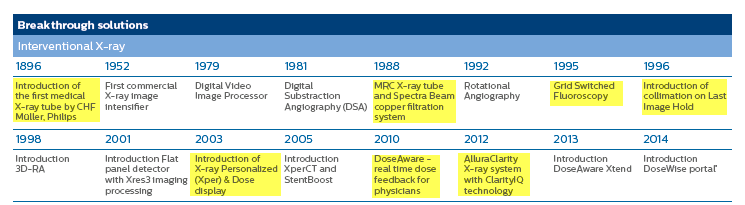 Breakthrough solutions
Interventional X-ray
1896
Introduction of
the first medical
X-ray tube by CHF
Müller, Philips
1952
First commercial
X-ray image
intensifier
1979
Digital Video
Image Processor
1981
Digital
Substraction
Angiography (DSA)
1988
MRC X-ray tube
and Spectra Beam
copper filtration
system
1992
Rotational
Angiography
1995
Grid Switched
Fluoroscopy
1996
Introduction of
collimation on Last
Image Hold
1998
Introduction
3D-RA
2001
Introduction Flat
panel detector
with Xres3 imaging
processing
2003
Introduction of
X-ray Personalized
(Xper) & Dose
display
2005
Introduction
XperCT and
StentBoost
2010
DoseAware -
real time dose
feedback for
physicians
2012
AlluraClarity
X-ray system
with ClarityIQ
technology
2013
Introduction
DoseAware Xtend
2014
Introduction
DoseWise portal*